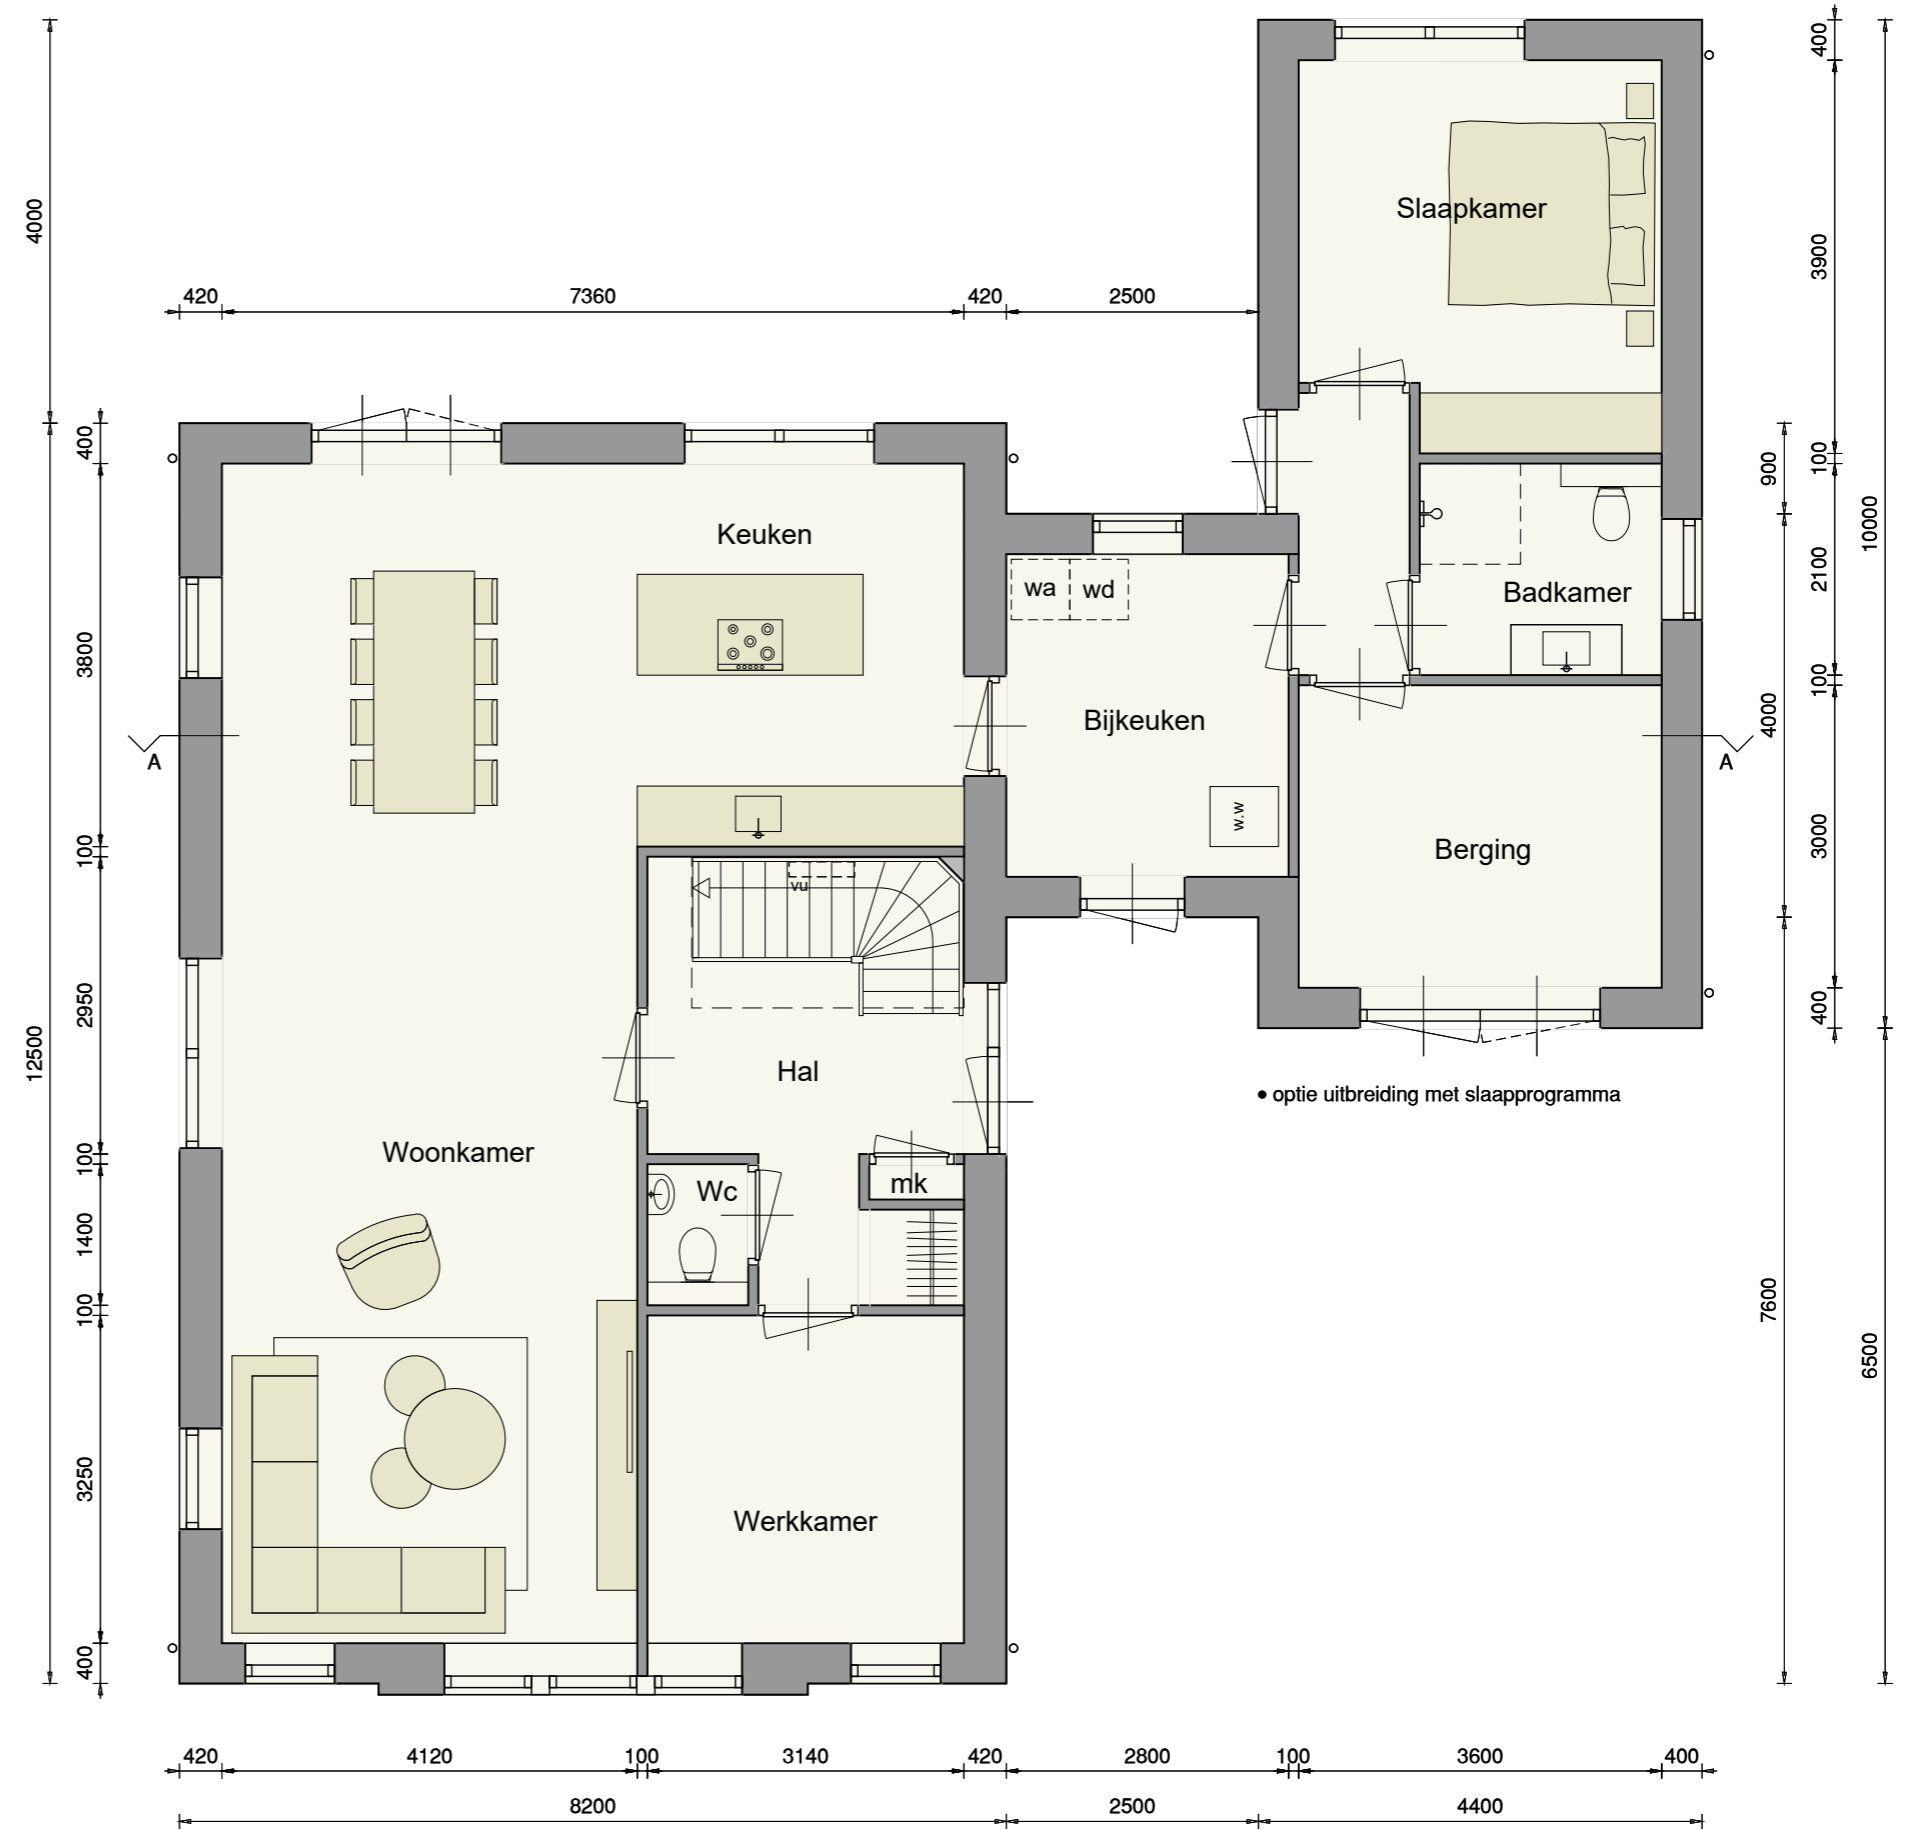 400
4000
3900
Slaapkamer
420
7360
420
2500
400
900
100
Keuken
10000
3800
wa
wd
Badkamer
2100
100
Bijkeuken
4000
A
A
w.w
Berging
3000
100
vu
2950
12500
400
Hal
optie uitbreiding met slaapprogramma
Woonkamer
100
Wc
mk
1400
100
7600
6500
3250
Werkkamer
400
420
4120
100
3140
420
2800
100
3600
400
8200
2500
4400